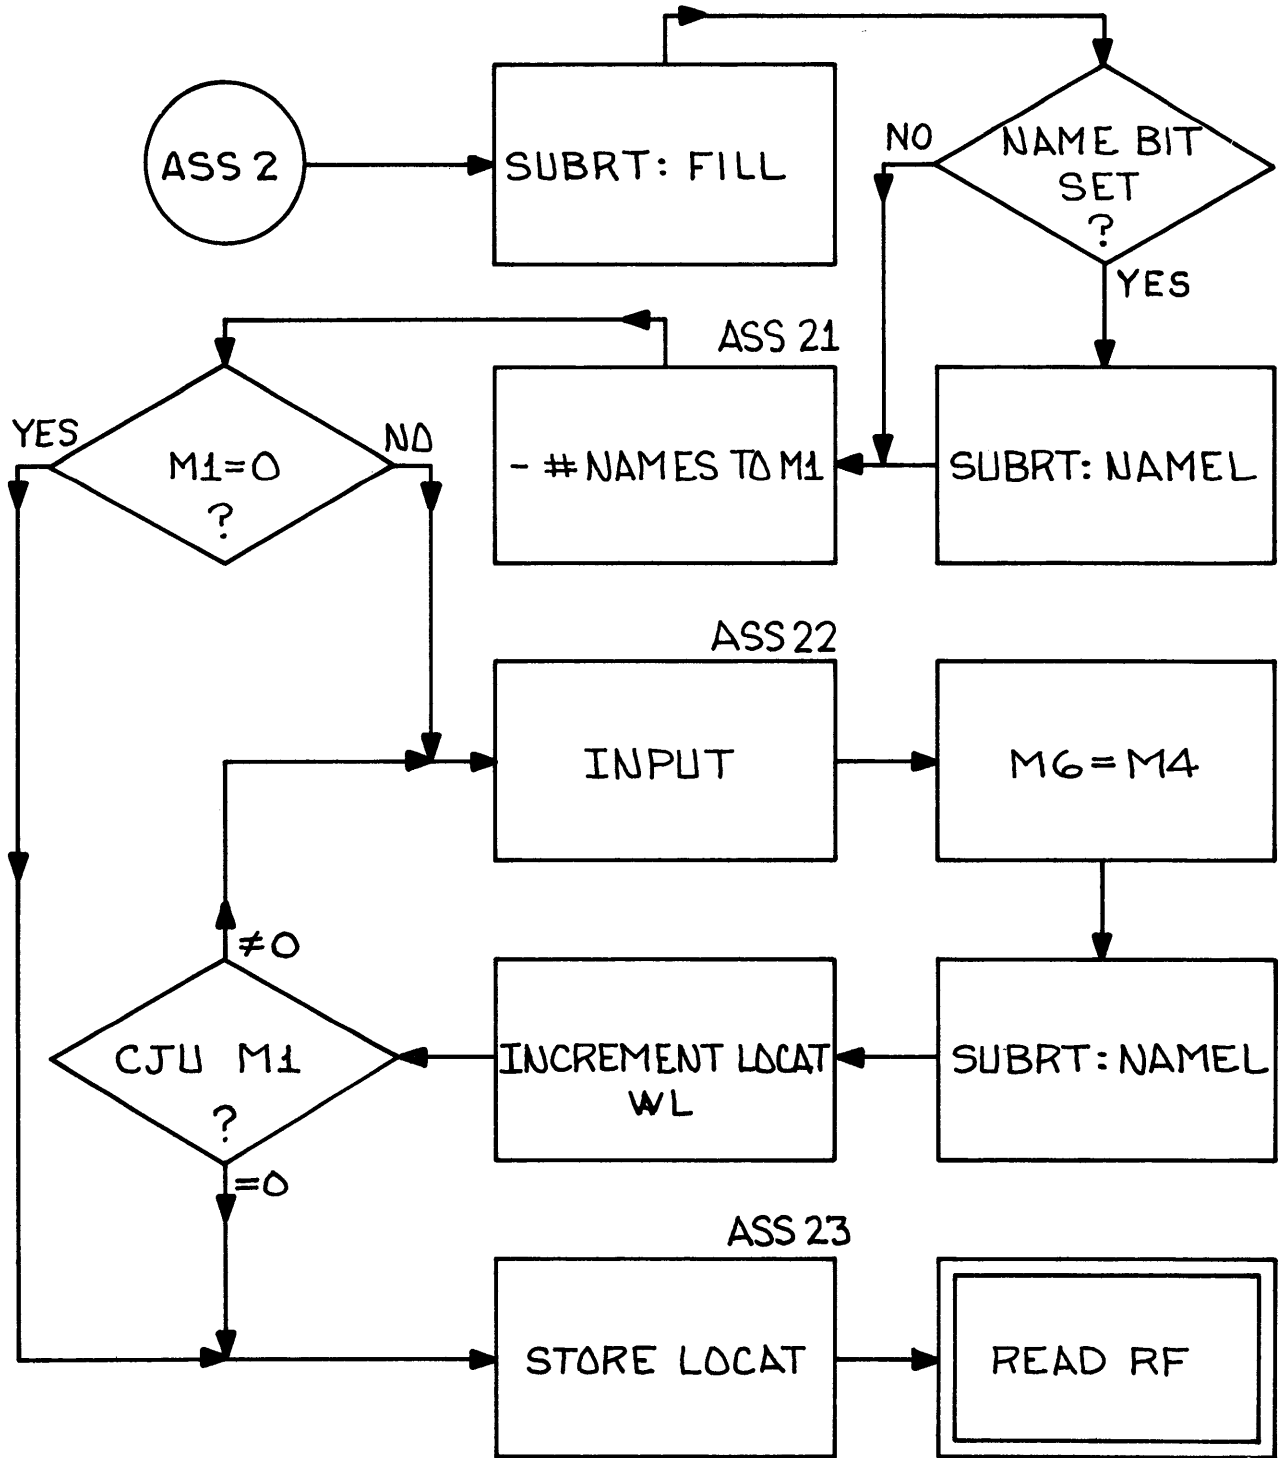 ASS 2
SUBRT: FILL
NO
NAME BIT
SET
?
YES
ASS 21
YES
M1=0
?
NO
- # NAMES TO M1
SUBRT: NAMEL
ASS 22
INPUT
M6=M4
≠0
CJU M1
?
=0
INCREMENT LOCAT
WL
SUBRT: NAMEL
ASS 23
STORE LOCAT
READ RF